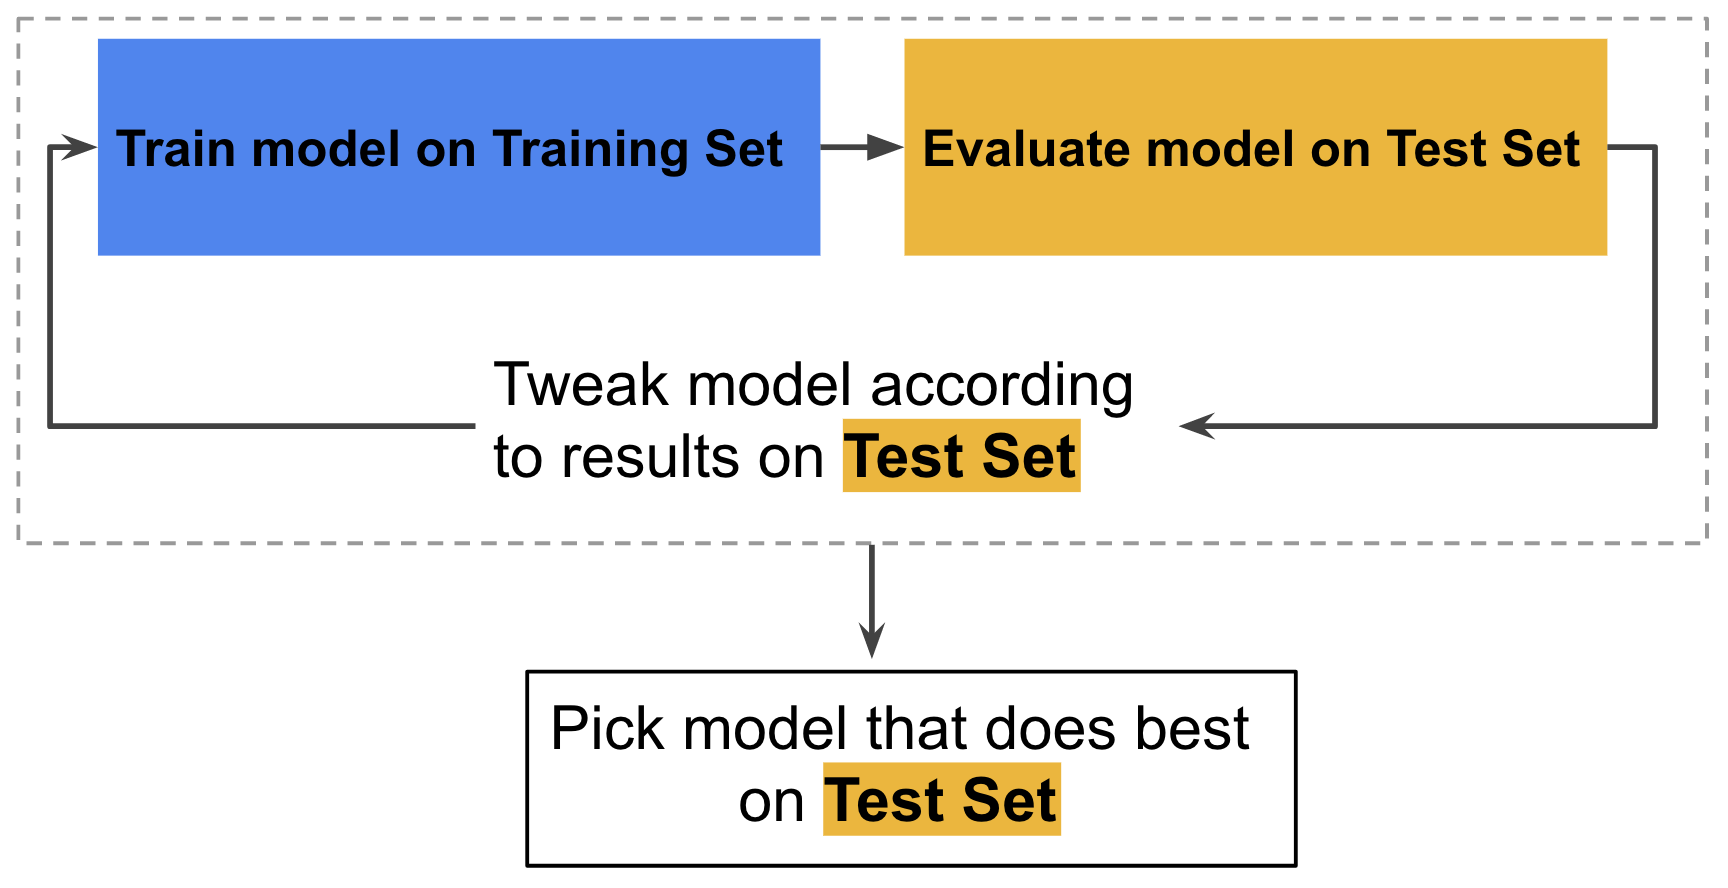 Train model on Training Set
Evaluate model on Test Set
Tweak model according
to results on Test Set
Pick model that does best
on Test Set